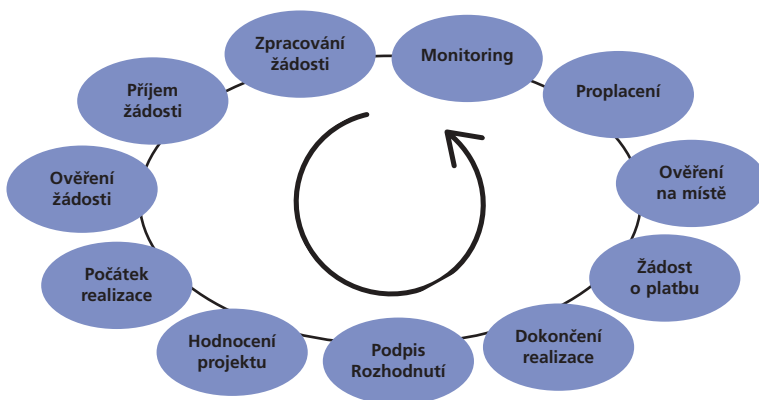 Zpracování
žádosti
Monitoring
Příjem
žádosti
Proplacení
Ověření
žádosti
Ověření
na místě
Počátek
realizace
Žádost
o platbu
Hodnocení
projektu
Podpis
Rozhodnutí
Dokončení
realizace